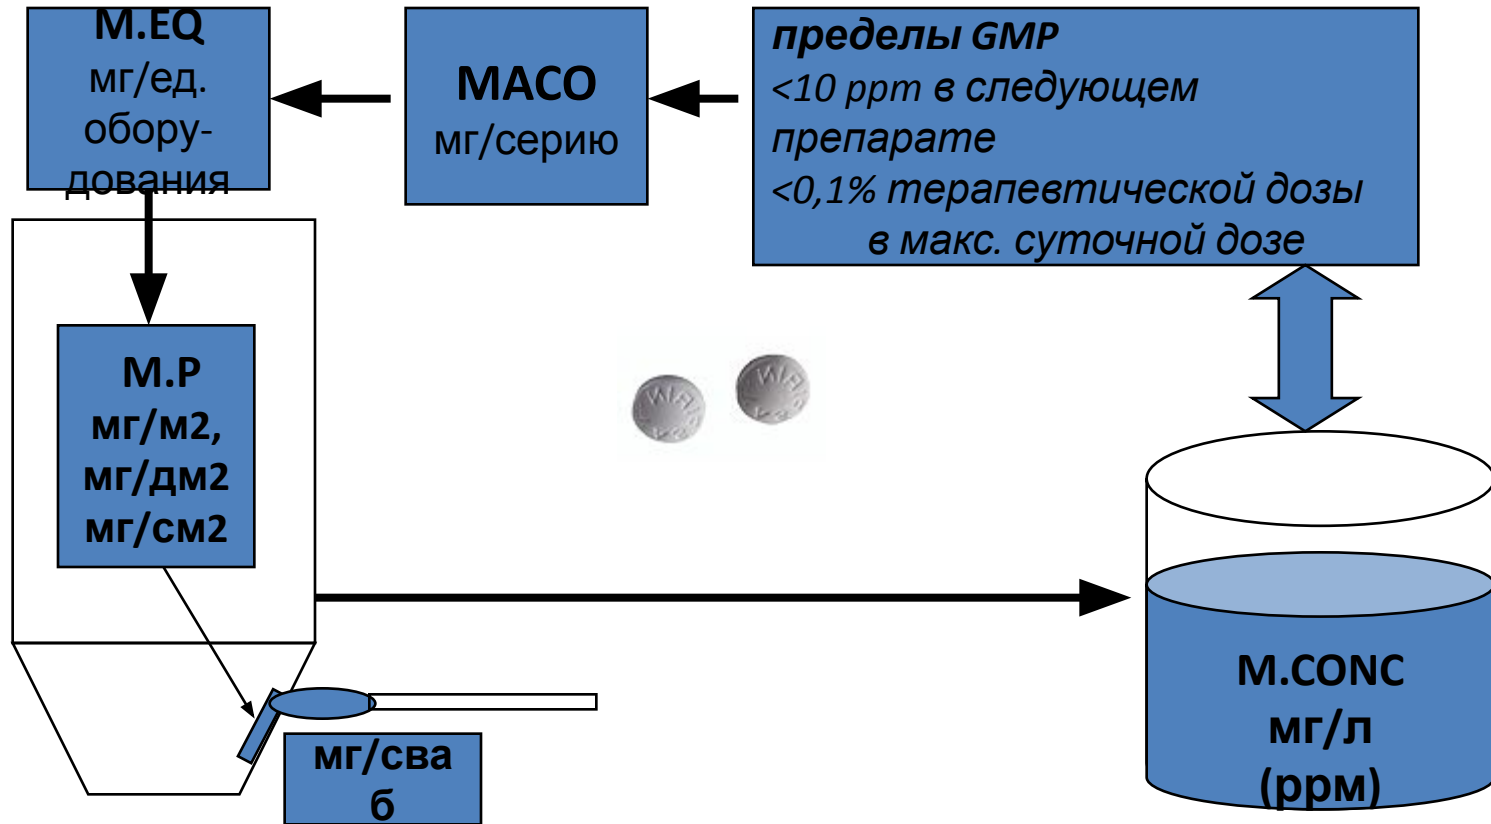 M.EQ
мг/ед.
обору-
дования
MACO
мг/серию
пределы GMP
<10 ppm в следующем
препарате
<0,1% терапевтической дозы
в макс. суточной дозе
M.P
мг/м2,
мг/дм2
мг/см2
мг/сва
б
M.CONC
мг/л
(ррм)